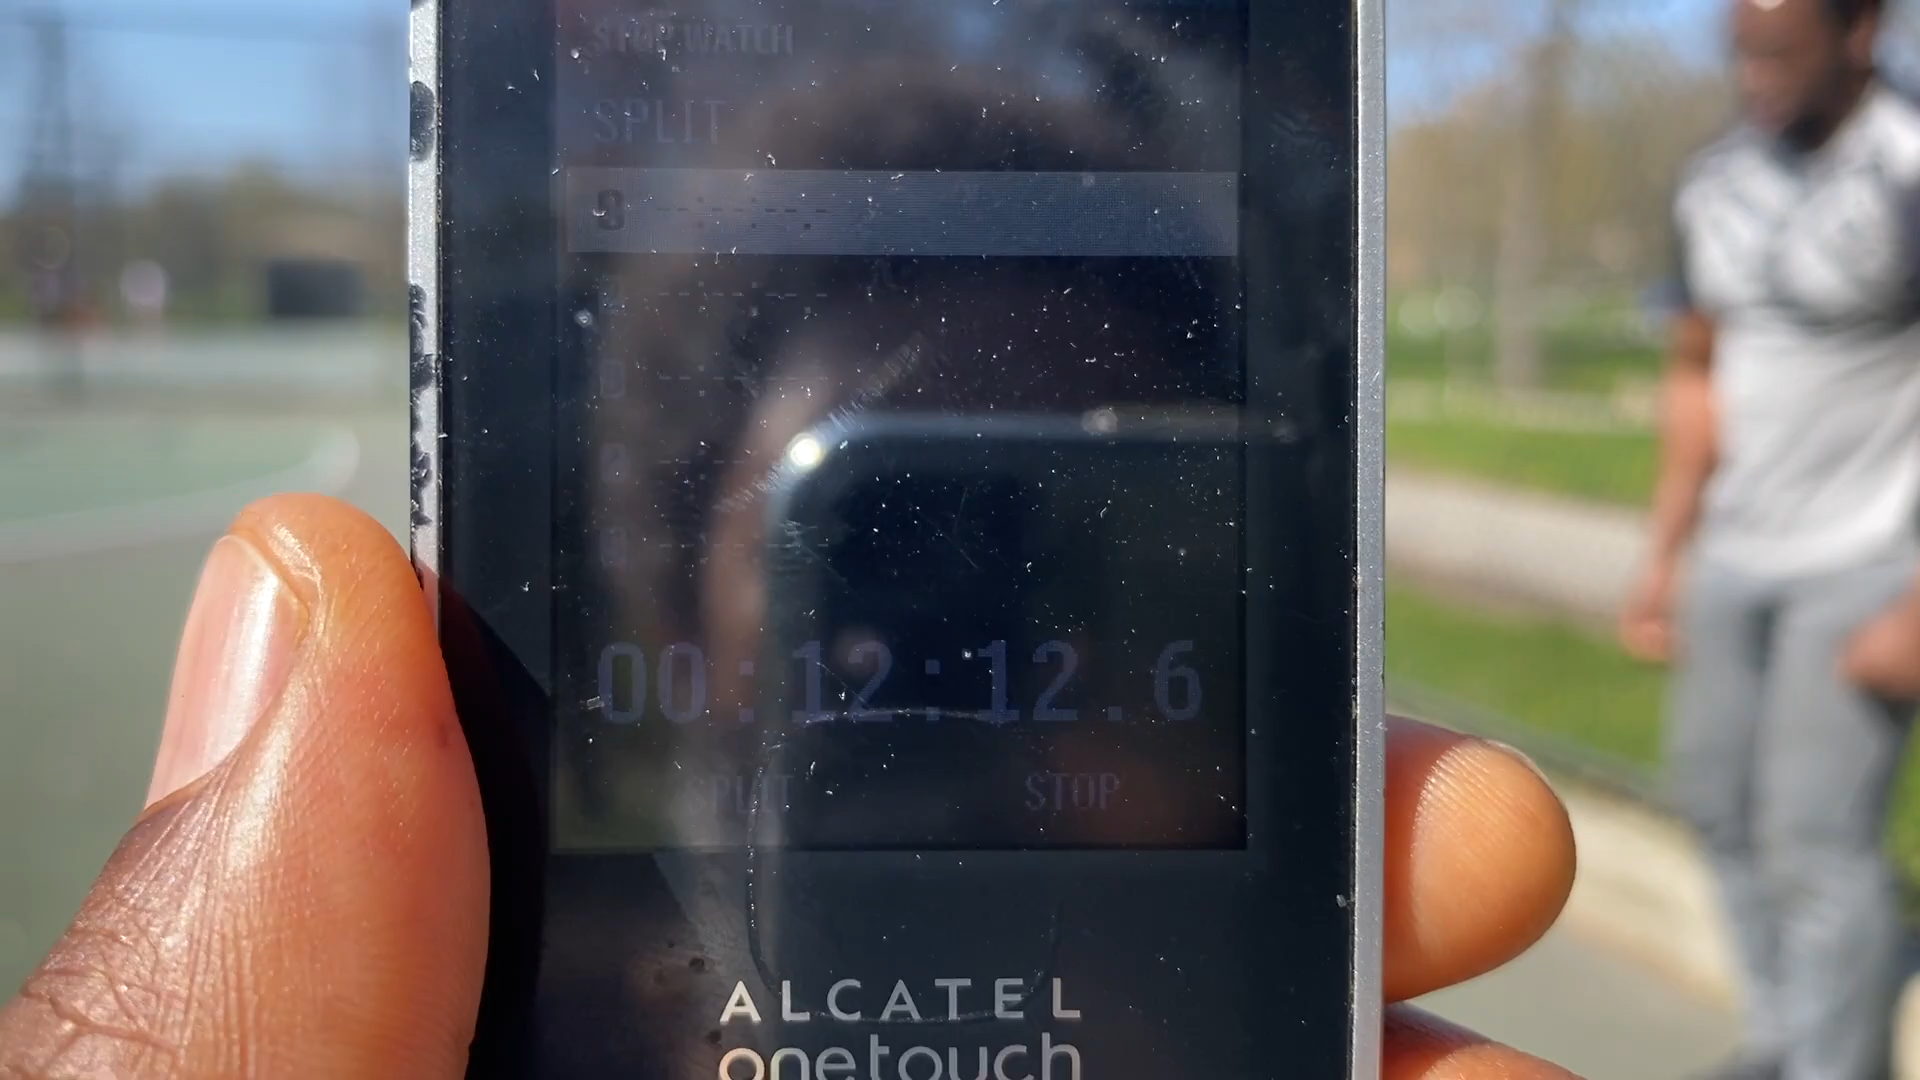 STOPWATCH
SPLIT
00:12:12.6
SPLIT STOP
ALCATEL
onetouch